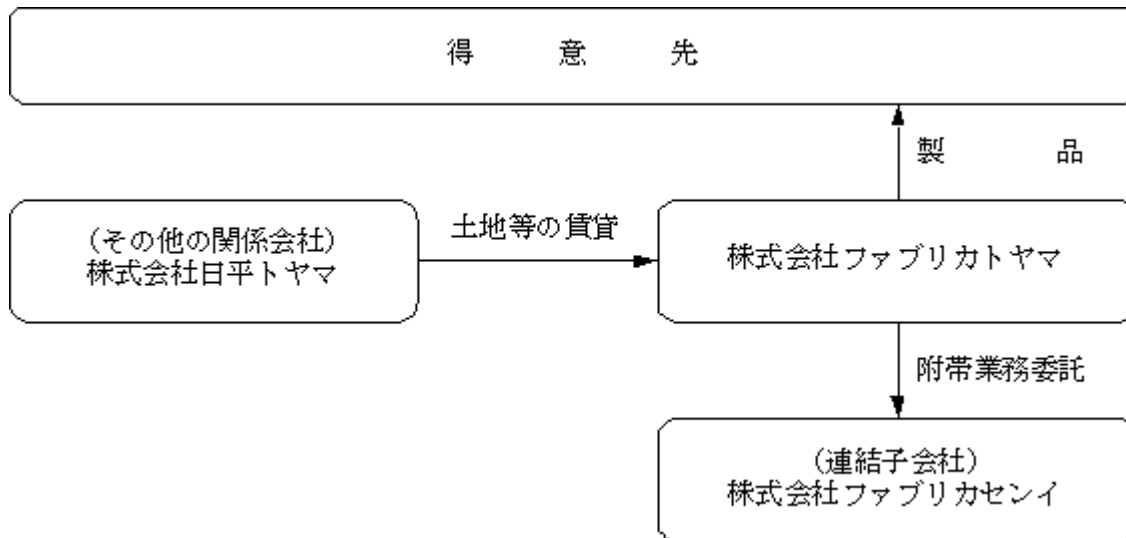 得意先
製品
土地等の賃貸
(その他の関係会社)
株式会社日平トヤマ
株式会社ファブリカトヤマ
附帯業務委託
(連結子会社)
株式会社ファブリカセンイ